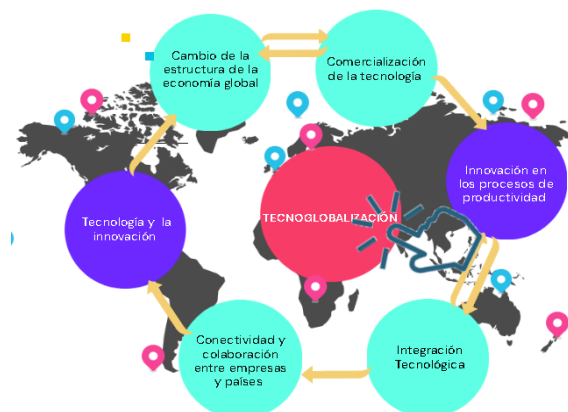 Cambio de la
estructura de la
economía global
Comercialización
de la tecnología
Innovación en
los procesos de
productividad
TECNOGLOBALIZACIÓN
Tecnología y la
innovación
Conectividad y
colaboración
entre empresas
y países
Integración
Tecnológica